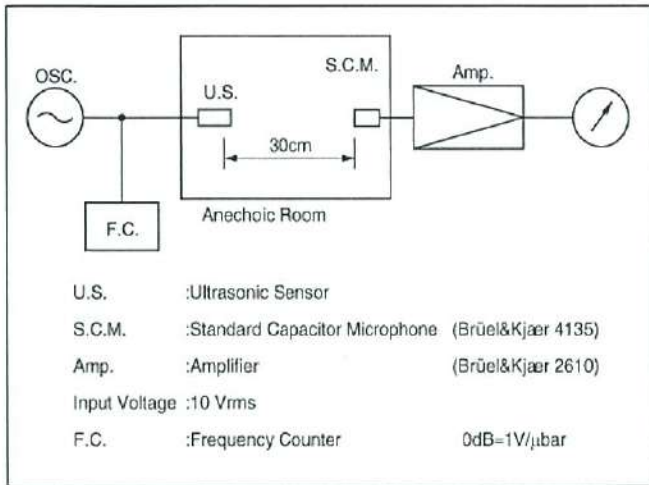 OSC.
U.S.
S.C.M.
Amp.
30cm
F.C.
Anechoic Room
U.S. :Ultrasonic Sensor
S.C.M. :Standard Capacitor Microphone (Brüel&Kjær 4135)
Amp. :Amplifier (Brüel&Kjær 2610)
Input Voltage :10 Vrms
F.C. :Frequency Counter 0dB=1V/μbar